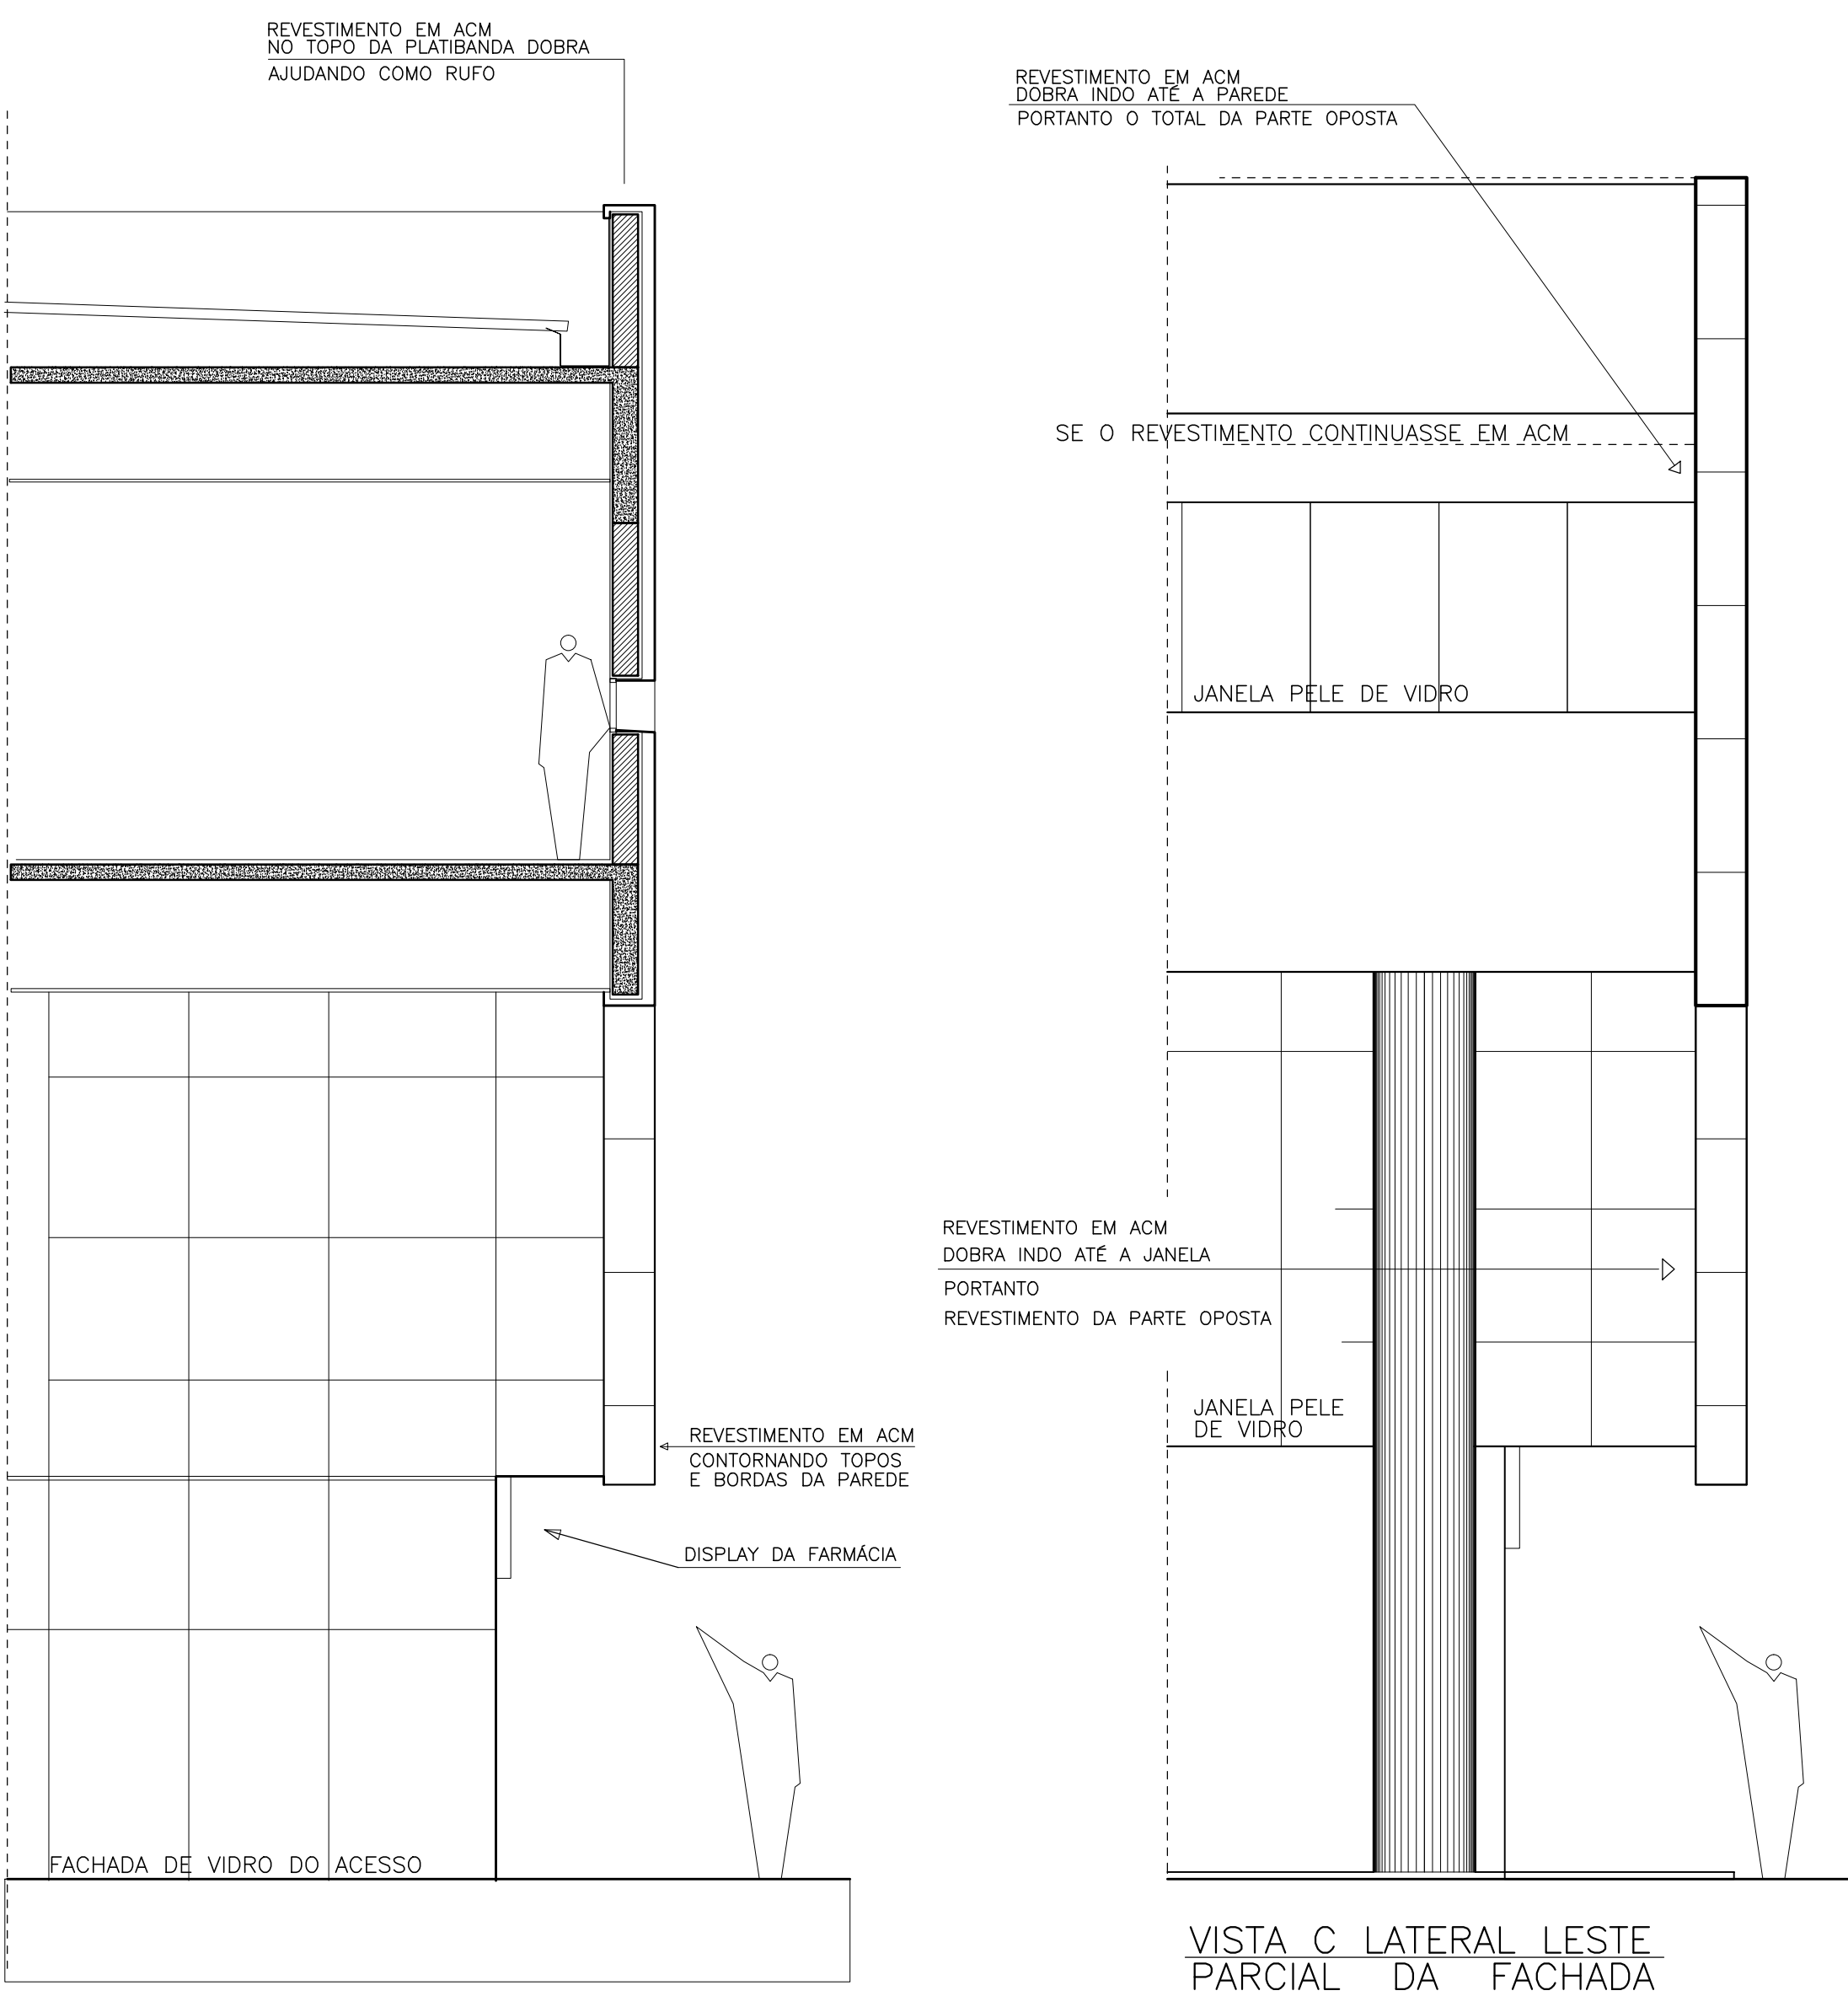 REVESTIMENTO EM ACM
NO TOPO DA PLATIBANDA DOBRA
AJUDANDO COMO RUFO
REVESTIMENTO EM ACM
DOBRA INDO ATÉ A PAREDE
PORTANTO O TOTAL DA PARTE OPOSTA
SE O REVESTIMENTO CONTINUASSE EM ACM
JANELA PELE DE VIDRO
REVESTIMENTO EM ACM
DOBRA INDO ATÉ A JANELA
PORTANTO
REVESTIMENTO DA PARTE OPOSTA
JANELA PELE
DE VIDRO
REVESTIMENTO EM ACM
CONTORNANDO TOPOS
E BORDAS DA PAREDE
DISPLAY DA FARMÁCIA
FACHADA DE VIDRO DO ACESSO
VISTA C LATERAL LESTE
PARCIAL DA FACHADA